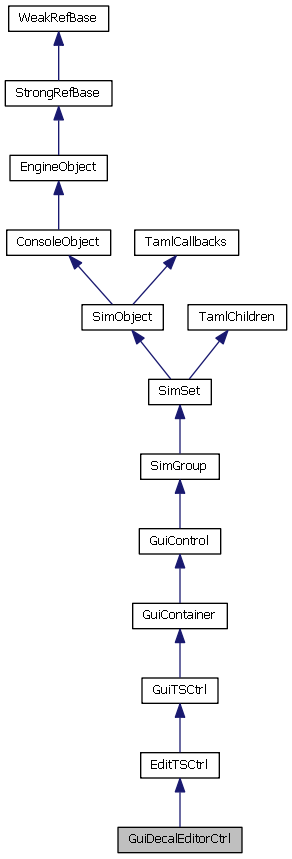 WeakRefBase
StrongRefBase
EngineObject
ConsoleObject
TamlCallbacks
SimObject
TamlChildren
SimSet
SimGroup
GuiControl
GuiContainer
GuiTSCtrl
EditTSCtrl
GuiDecalEditorCtrl